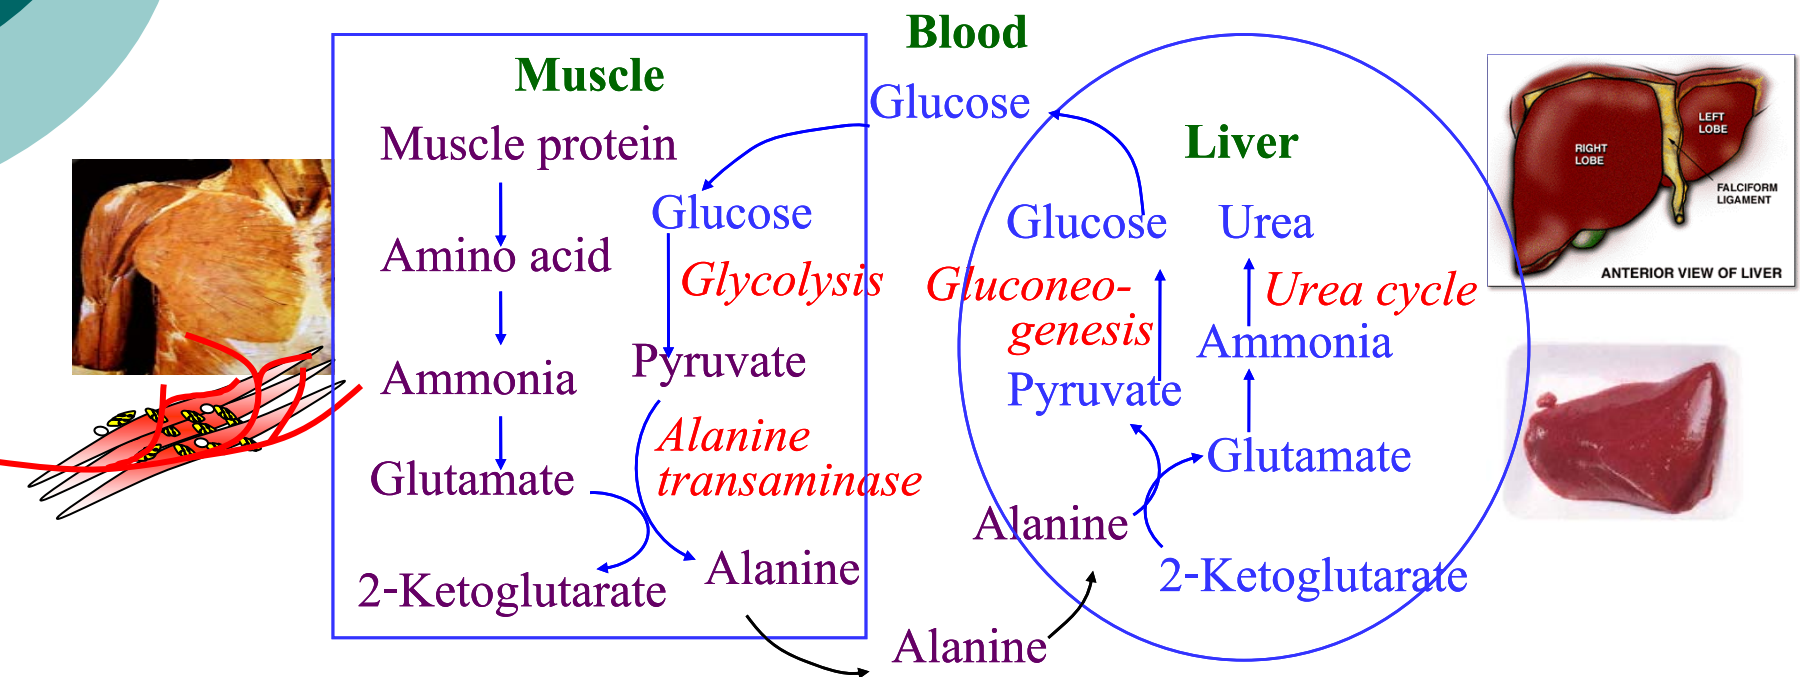 Blood
Muscle
Glucose
Muscle protein
Glucose
Amino acid
Glycolysis
Ammonia
Pyruvate
Alanine
transaminase
Glutamate
Alanine
2-Ketoglutarate
Alanine
Liver
Glucose
Urea
Gluconeo-
genesis
Urea cycle
Ammonia
Pyruvate
Glutamate
Alanine
2-Ketoglutarate
LEFT
LOBE
RIGHT
LOBE
FALCIFORM
LIGAMENT
ANTERIOR VIEW OF LIVER